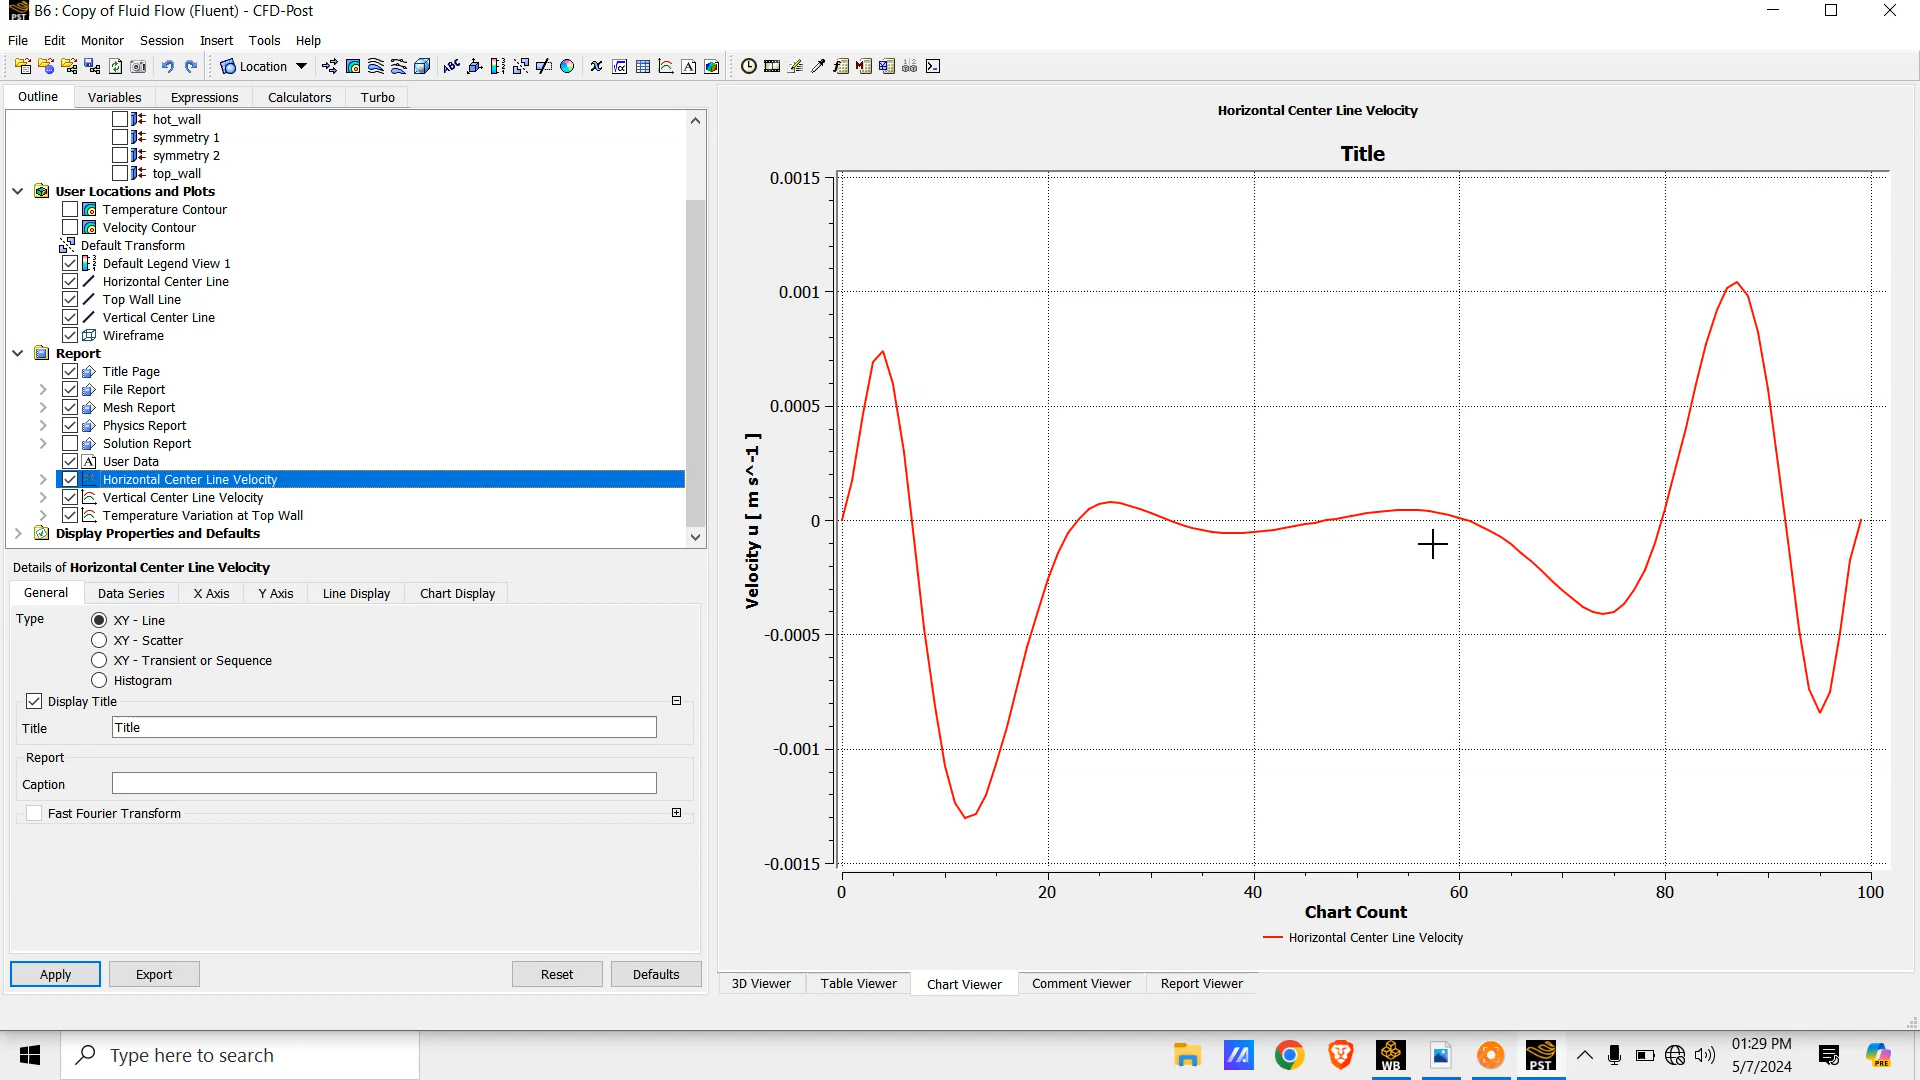 B6 : Copy of Fluid Flow (Fluent) - CFD-Post
File Edit Monitor Session Insert Tools Help
Location
Outline Variables Expressions Calculators Turbo
hot_wall
symmetry 1
symmetry 2
top_wall
User Locations and Plots
Temperature Contour
Velocity Contour
Default Transform
Default Legend View 1
Horizontal Center Line
Top Wall Line
Vertical Center Line
Wireframe
Report
Title Page
File Report
Mesh Report
Physics Report
Solution Report
User Data
Horizontal Center Line Velocity
Vertical Center Line Velocity
Temperature Variation at Top Wall
Display Properties and Defaults
Details of Horizontal Center Line Velocity
General Data Series X Axis Y Axis Line Display Chart Display
Type
XY - Line
XY - Scatter
XY - Transient or Sequence
Histogram
Display Title
Title Title
Report
Caption
Fast Fourier Transform
Apply Export Reset Defaults
Horizontal Center Line Velocity
Title
0.0015
0.001
0.0005
0
-0.0005
-0.001
-0.0015
Velocity u [ m s^-1 ]
0 20 40 60 80 100
Chart Count
Horizontal Center Line Velocity
3D Viewer Table Viewer Chart Viewer Comment Viewer Report Viewer
Type here to search
WB
PST
01:29 PM
5/7/2024
PRE